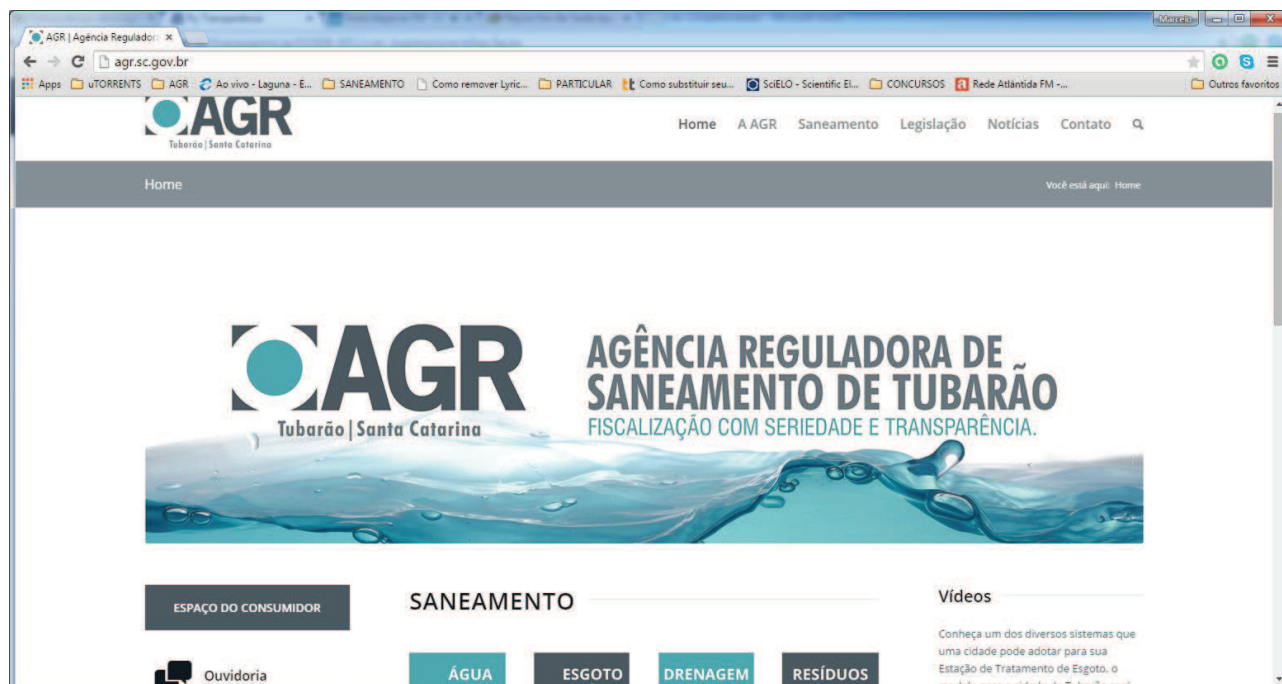 Marcelo
AGR | Agência Regulador
agr.sc.gov.br
Apps uTORRENTS AGR Ao vivo - Laguna - E... SANEAMENTO Como remover Lyric... PARTICULAR Como substituir seu... SciELO - Scientific El... CONCURSOS Rede Atlântida FM -... Outros favoritos
AGR
Tubarão | Santa Catarina
Home A AGR Saneamento Legislação Notícias Contato
Home Você está aqui: Home
AGR
Tubarão | Santa Catarina
AGÊNCIA REGULADORA DE
SANEAMENTO DE TUBARÃO
FISCALIZAÇÃO COM SERIEDADE E TRANSPARÊNCIA.
ESPAÇO DO CONSUMIDOR
Ouvidoria
SANEAMENTO
ÁGUA ESGOTO DRENAGEM RESÍDUOS
Vídeos
Conheça um dos diversos sistemas que
uma cidade pode adotar para sua
Estação de Tratamento de Esgoto, o